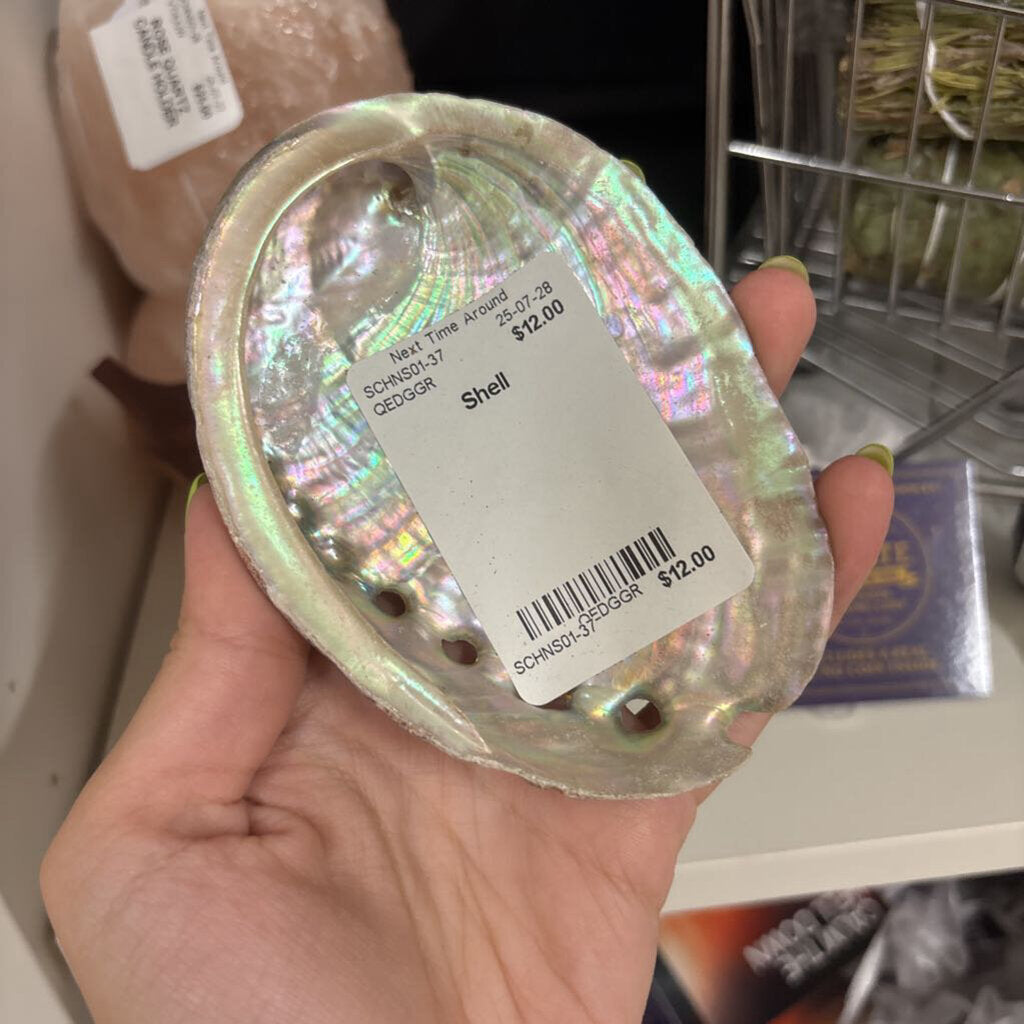 ROSE QUARTZ
CANDLE HOLDER
Next Time Around
25-07-28
SCHNS01-37
$12.00
QEDGGR
Shell
QEDGGR
$12.00
SCHNS01-37